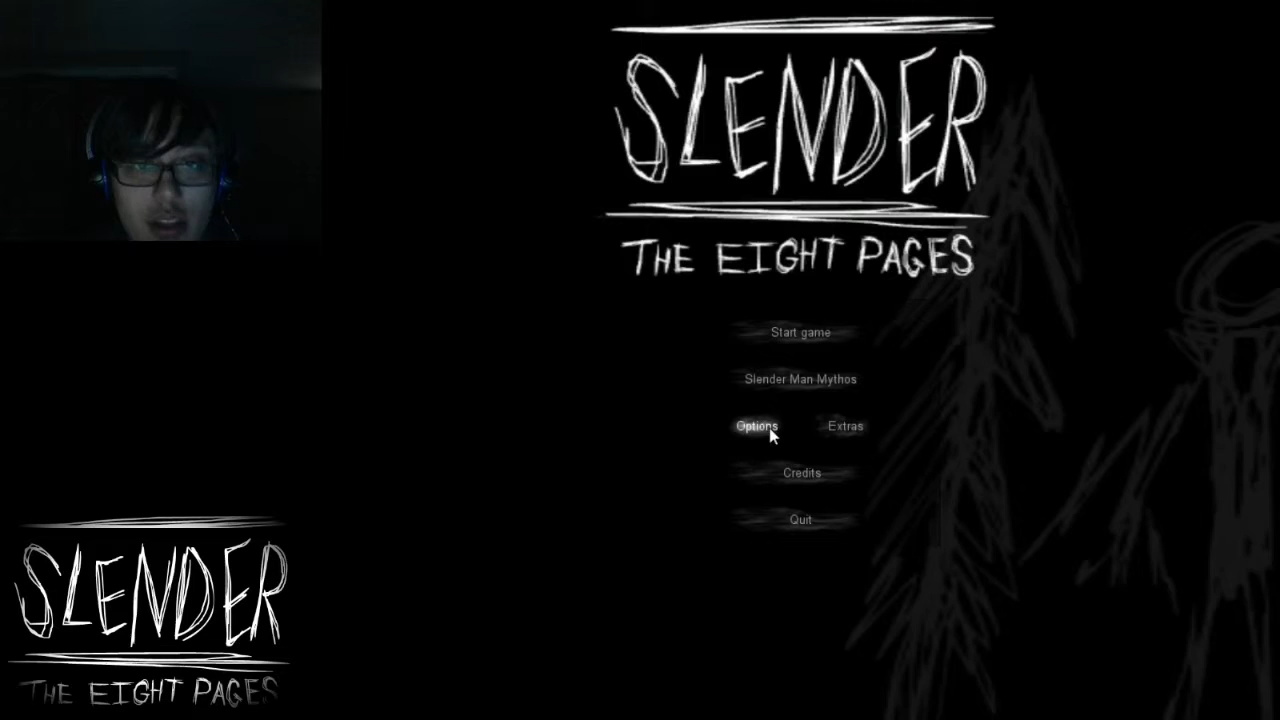 SLENDER
THE EIGHT PAGES
Start game
Slender Man Mythos
Options Extras
Credits
Quit
SLENDER
THE EIGHT PAGES